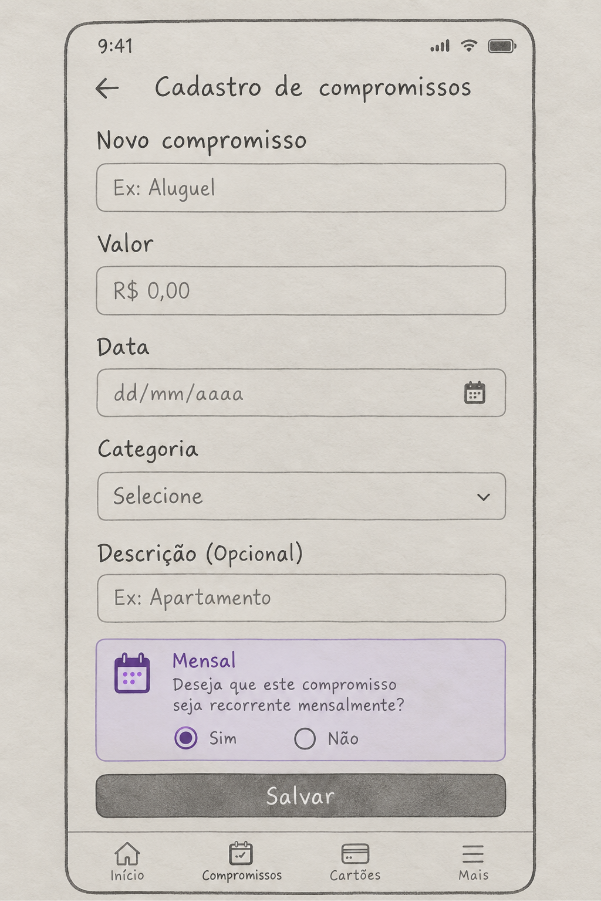 9:41
Cadastro de compromissos
Novo compromisso
Ex: Aluguel
Valor
R$ 0,00
Data
dd/mm/aaaa
Categoria
Selecione
Descrição (Opcional)
Ex: Apartamento
Mensal
Deseja que este compromisso
seja recorrente mensalmente?
Sim Não
Salvar
Início Compromissos Cartões Mais